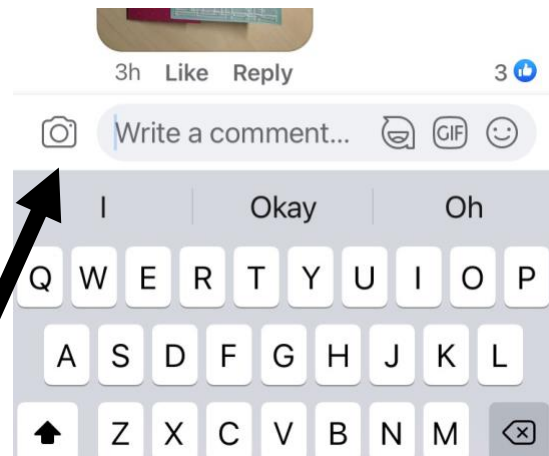 3h Like Reply 3
Write a comment... GIF
I Okay Oh
Q W E R T Y U I O P
A S D F G H J K L
Z X C V B N M